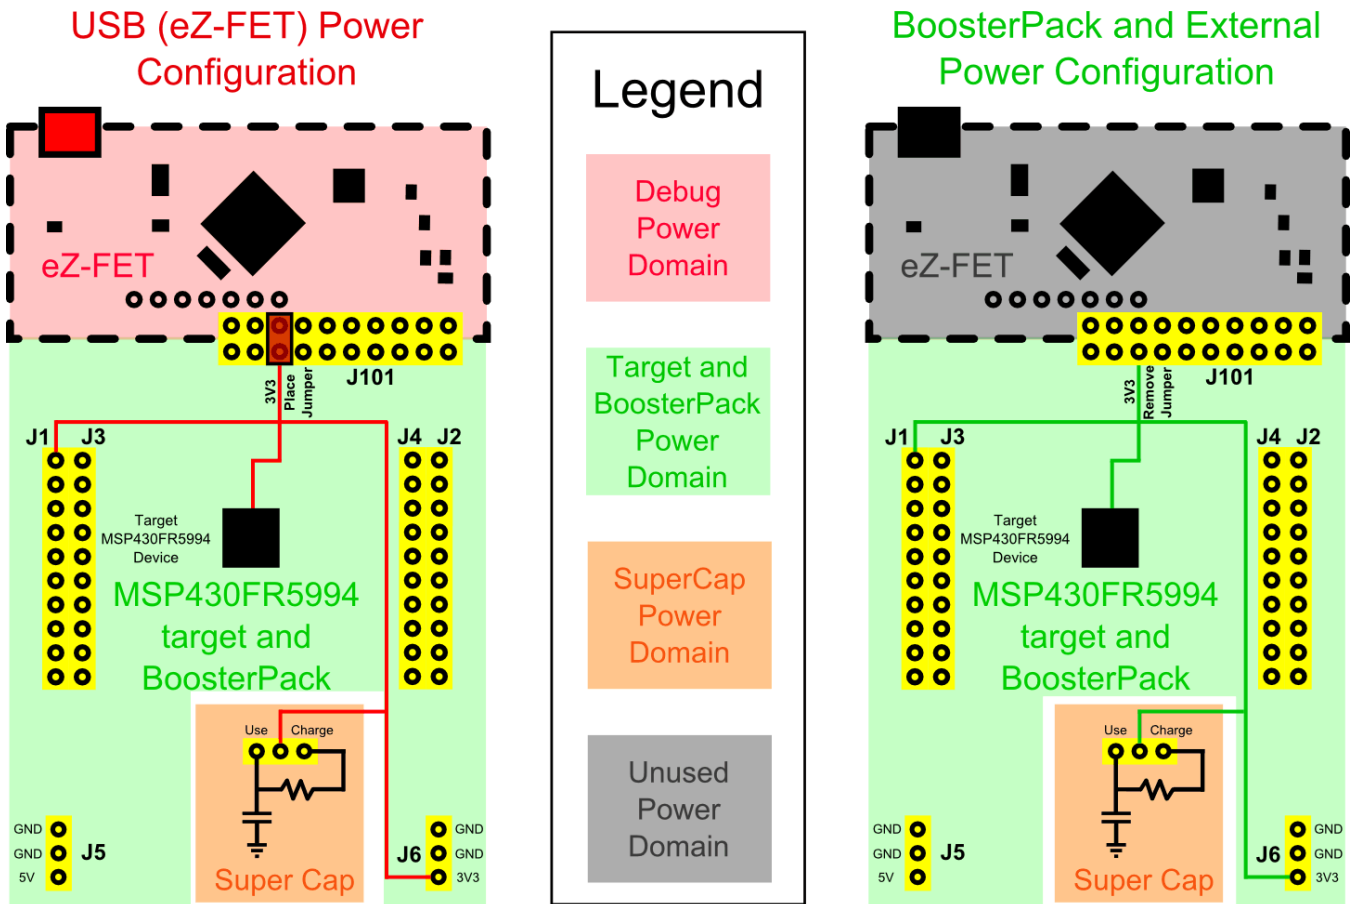 USB (eZ-FET) Power
Configuration
eZ-FET
J101
3V3
Place
Jumper
J1
J3
J4
J2
Target
MSP430FR5994
Device
MSP430FR5994
target and
BoosterPack
Use
Charge
GND
GND
5V
J5
Super Cap
J6
GND
GND
3V3
Legend
Debug
Power
Domain
Target and
BoosterPack
Power
Domain
SuperCap
Power
Domain
Unused
Power
Domain
BoosterPack and External
Power Configuration
eZ-FET
J101
3V3
Remove
Jumper
J1
J3
J4
J2
Target
MSP430FR5994
Device
MSP430FR5994
target and
BoosterPack
Use
Charge
GND
GND
5V
J5
Super Cap
J6
GND
GND
3V3